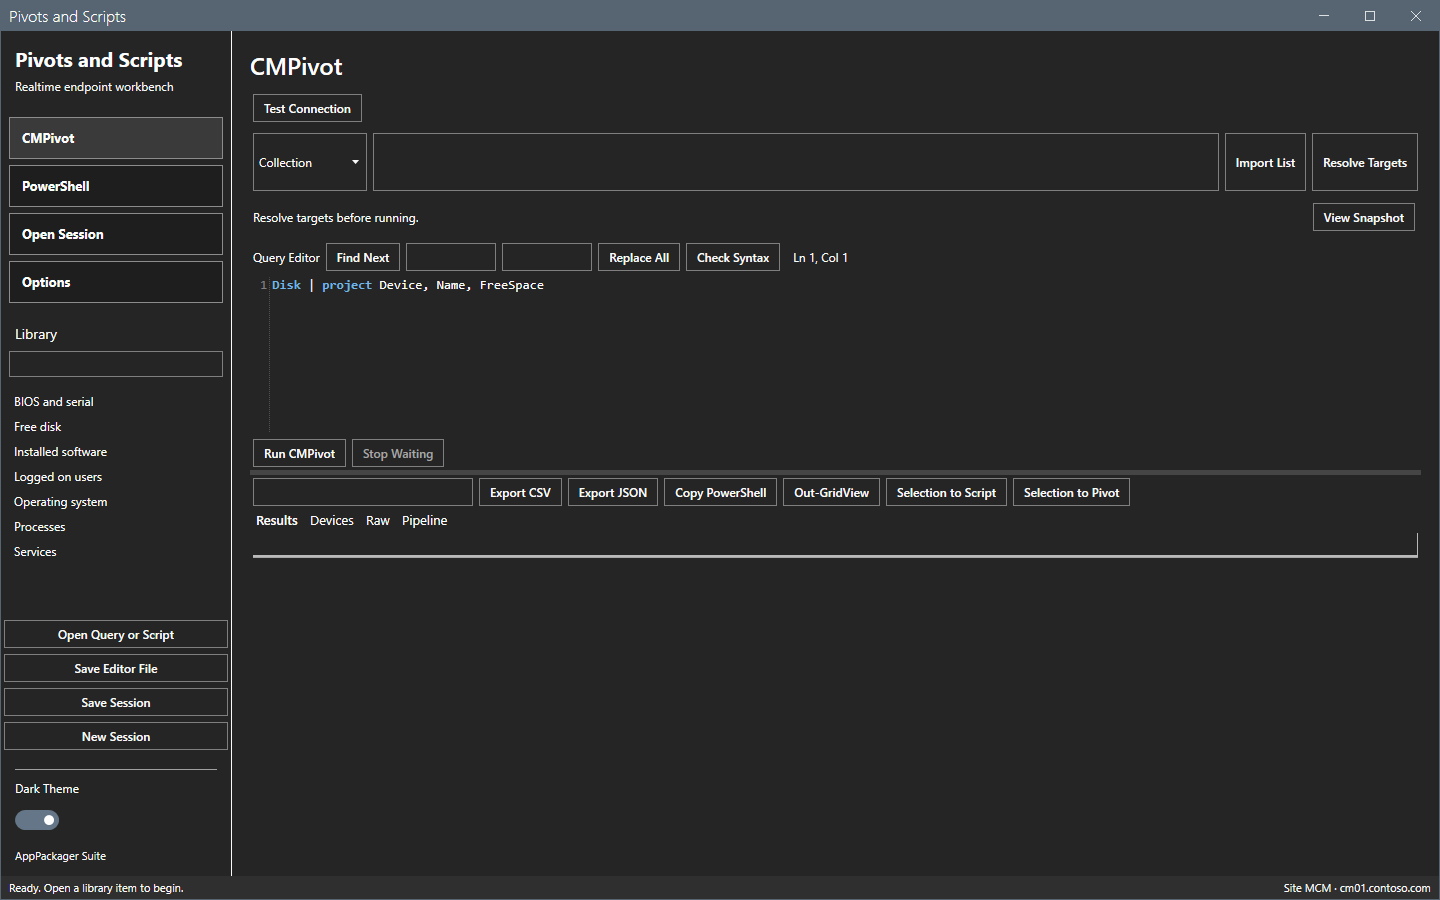 Pivots and Scripts
Pivots and Scripts
Realtime endpoint workbench
CMPivot
PowerShell
Open Session
Options
Library
BIOS and serial
Free disk
Installed software
Logged on users
Operating system
Processes
Services
Open Query or Script
Save Editor File
Save Session
New Session
Dark Theme
AppPackager Suite
CMPivot
Test Connection
Collection
Import List
Resolve Targets
Resolve targets before running.
View Snapshot
Query Editor
Find Next
Replace All
Check Syntax
Ln 1, Col 1
1 Disk | project Device, Name, FreeSpace
Run CMPivot
Stop Waiting
Export CSV
Export JSON
Copy PowerShell
Out-GridView
Selection to Script
Selection to Pivot
Results
Devices
Raw
Pipeline
Ready. Open a library item to begin.
Site MCM · cm01.contoso.com